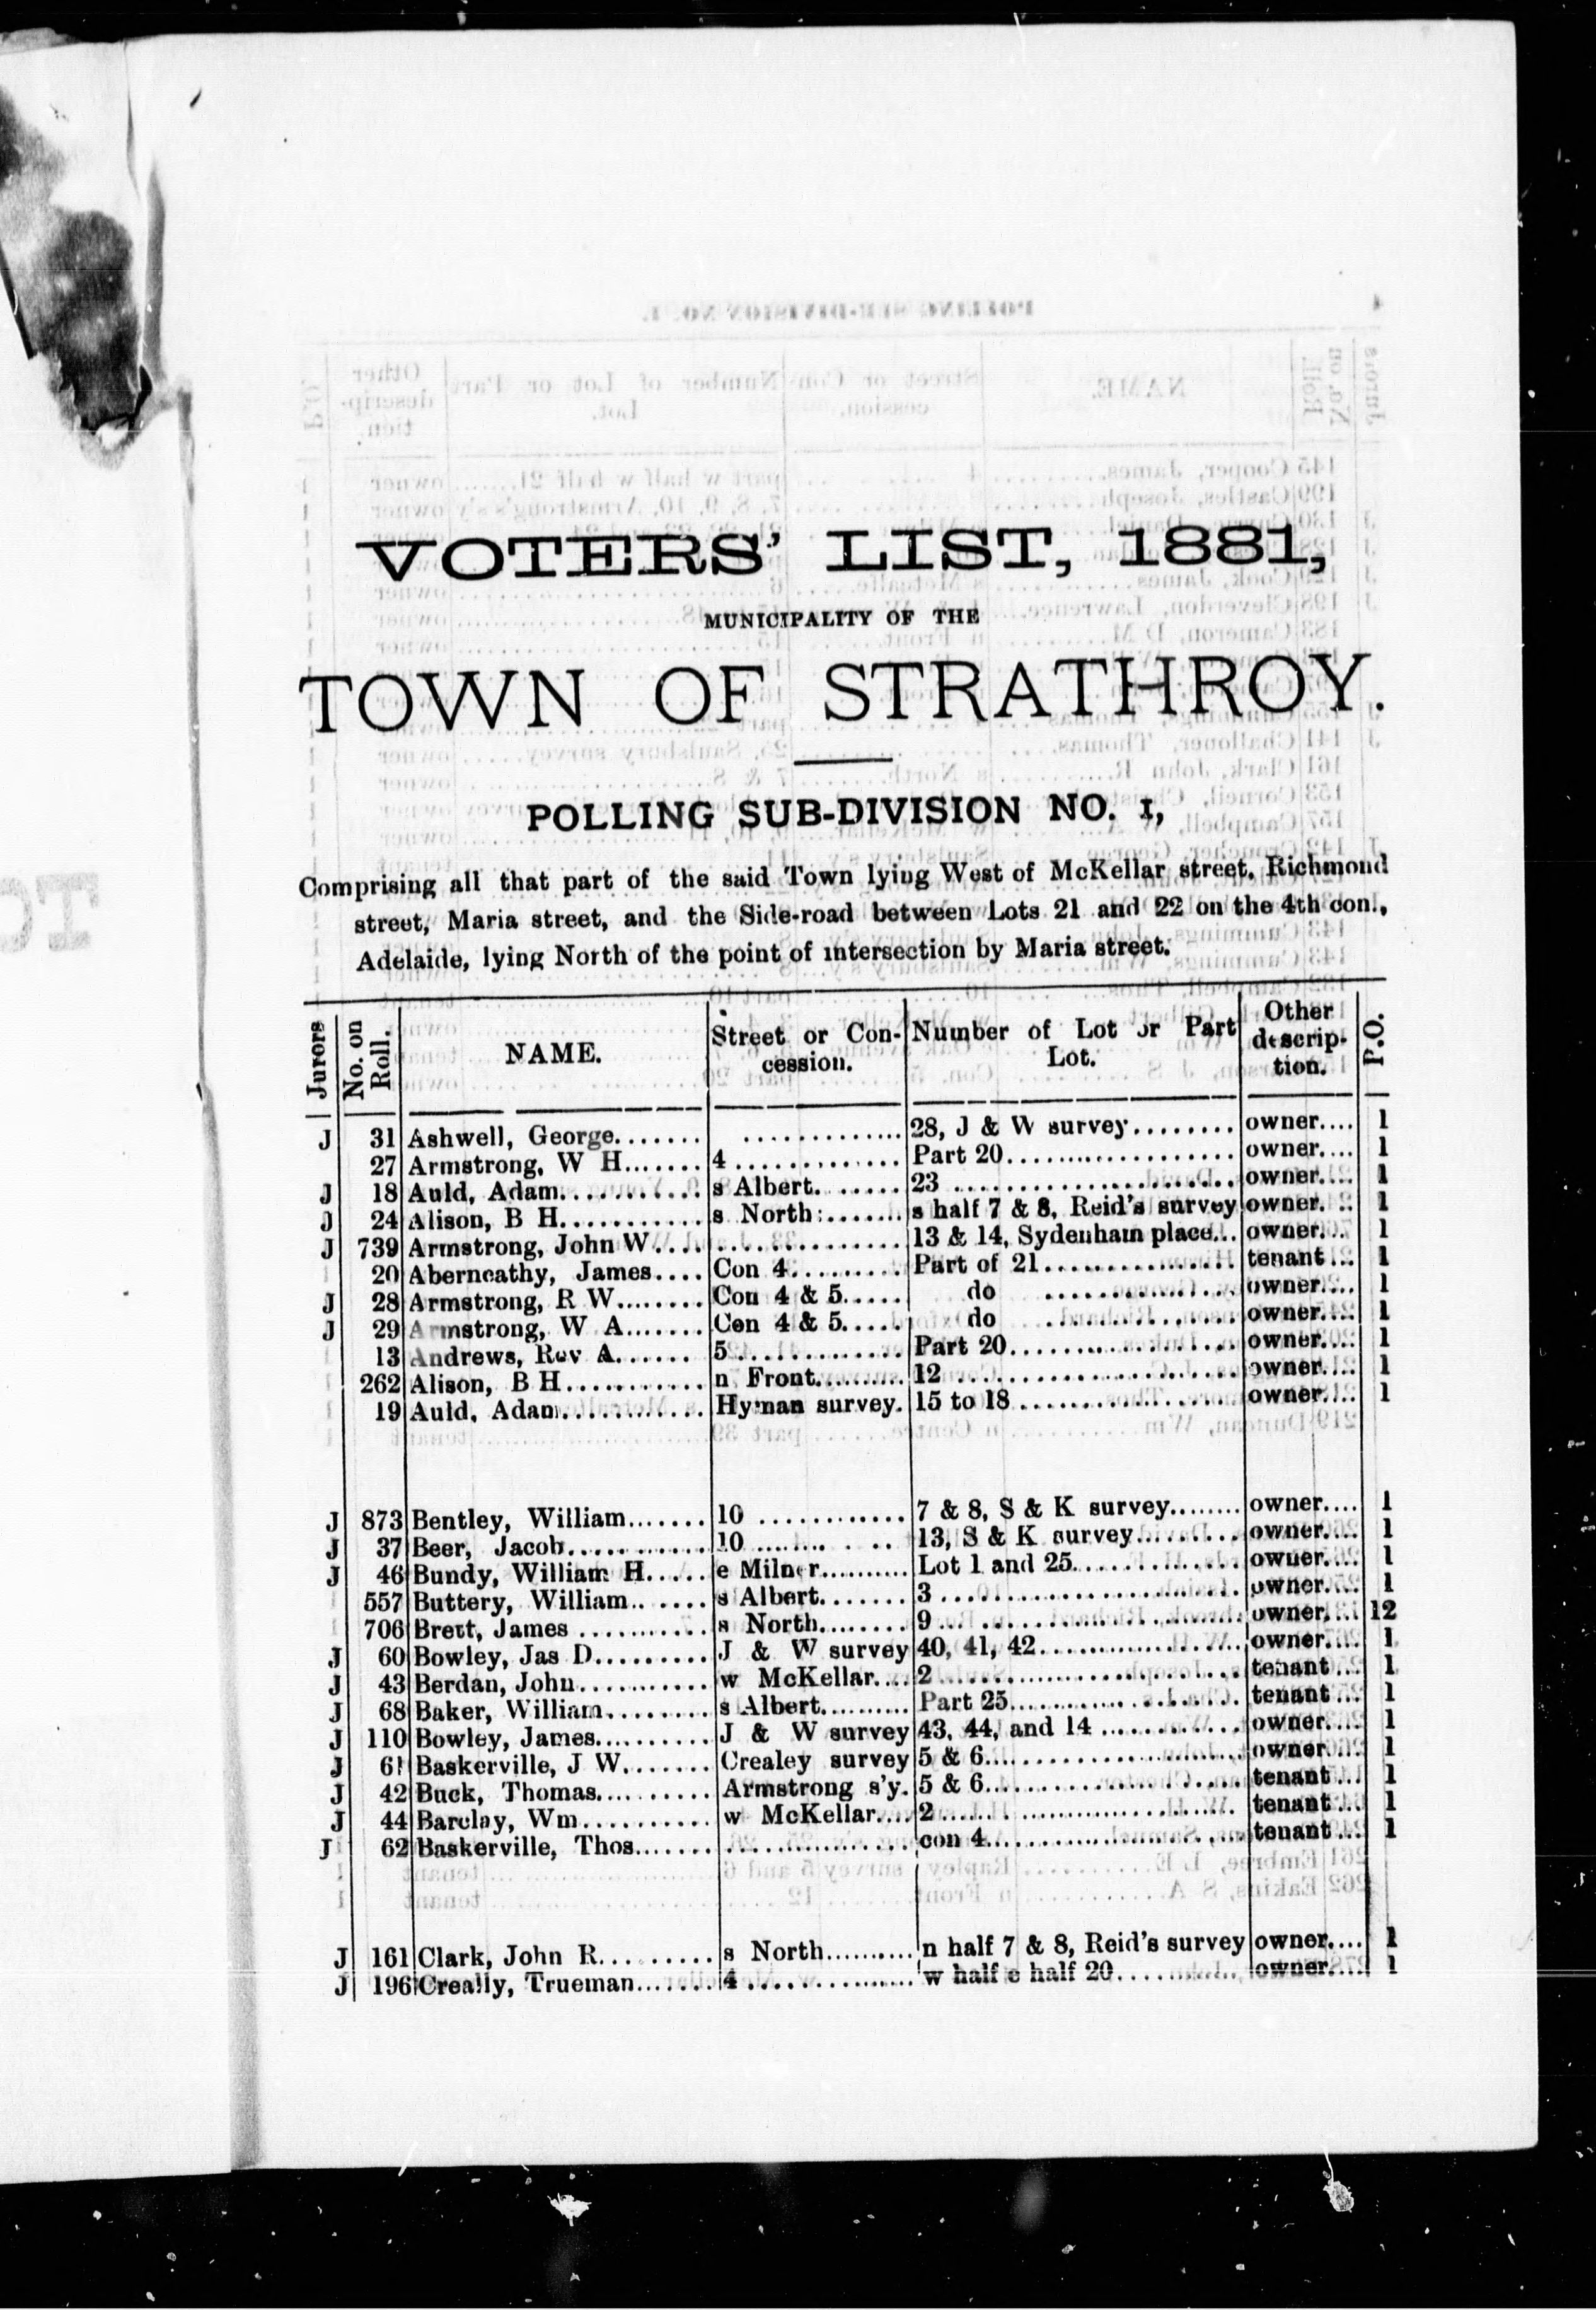 VOTERS' LIST, 1881,
MUNICIPALITY OF THE
TOWN OF STRATHROY.
POLLING SUB-DIVISION NO. 1,
Comprising all that part of the said Town lying West of McKellar street, Richmond
street, Maria street, and the Side-road between Lots 21 and 22 on the 4th con.,
Adelaide, lying North of the point of intersection by Maria street.
Jurors No. on Roll. NAME. Street or Concession. Number of Lot or Part Lot. Other description. P.O.
J 31 Ashwell, George....... .............. 28, J & W survey........ owner.... 1
27 Armstrong, W H....... 4.............. Part 20.................... owner.... 1
J 18 Auld, Adam........... s Albert........ 23 ........................ owner.... 1
J 24 Alison, B H............ s North........ s half 7 & 8, Reid's survey owner.... 1
J 739 Armstrong, John W.... ................ 13 & 14, Sydenham place... owner.... 1
20 Aberneathy, James.... Con 4.......... Part of 21................. tenant... 1
J 28 Armstrong, R W........ Con 4 & 5..... do .............. owner.... 1
J 29 Armstrong, W A....... Con 4 & 5..... do .............. owner.... 1
13 Andrews, Rev A....... 5.............. Part 20.................... owner.... 1
262 Alison, B H............ n Front........ 12 ........................ owner.... 1
19 Auld, Adam............ Hyman survey. 15 to 18 ................... owner.... 1
J 873 Bentley, William....... 10 ............ 7 & 8, S & K survey........ owner.... 1
J 37 Beer, Jacob............ 10............. 13, S & K survey.......... owner.... 1
J 46 Bundy, William H..... e Milner.......... Lot 1 and 25.............. owner.... 1
557 Buttery, William....... s Albert........ 3.......................... owner.... 1
706 Brett, James ........... s North........ 9.......................... owner.... 12
J 60 Bowley, Jas D......... J & W survey 40, 41, 42................. owner.... 1
J 43 Berdan, John........... w McKellar.... 2.......................... tenant... 1
J 68 Baker, William......... s Albert.......... Part 25................... tenant... 1
J 110 Bowley, James.......... J & W survey 43, 44, and 14 ............ owner.... 1
J 61 Baskerville, J W....... Crealey survey 5 & 6...................... owner.... 1
J 42 Buck, Thomas.......... Armstrong s'y. 5 & 6...................... tenant... 1
J 44 Barclay, Wm........... w McKellar.... 2.......................... tenant... 1
J 62 Baskerville, Thos....... ............... con 4..................... tenant... 1
J 161 Clark, John R......... s North.......... n half 7 & 8, Reid's survey owner.... 1
J 196 Creally, Trueman....... 4............... w half e half 20........... owner.... 1